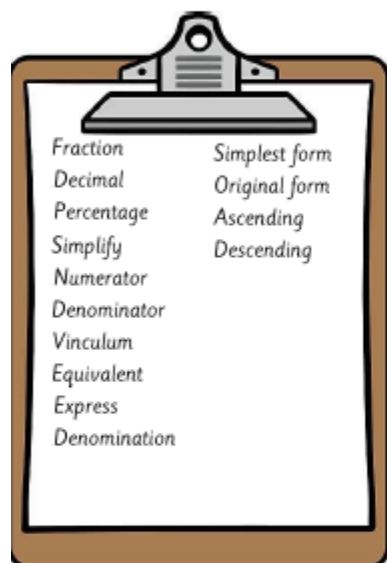 Fraction
Decimal
Percentage
Simplify
Numerator
Denominator
Vinculum
Equivalent
Express
Denomination
Simplest form
Original form
Ascending
Descending